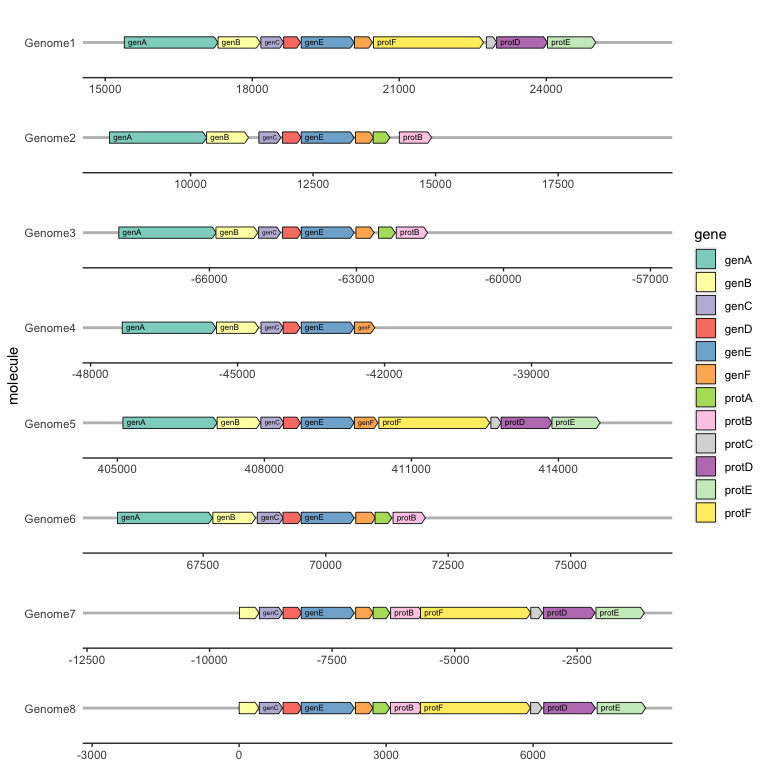 Genome1
genA genB genC genE protF protD protE
15000 18000 21000 24000
Genome2
genA genB genC genE protB
10000 12500 15000 17500
Genome3
genA genB genC genE protB
-66000 -63000 -60000 -57000
Genome4
genA genB genC genE genF
-48000 -45000 -42000 -39000
Genome5
genA genB genC genE genF protF protD protE
405000 408000 411000 414000
Genome6
genA genB genC genE protB
67500 70000 72500 75000
Genome7
genC genE protB protF protD protE
-12500 -10000 -7500 -5000 -2500
Genome8
genC genE protB protF protD protE
-3000 0 3000 6000
molecule
gene
genA
genB
genC
genD
genE
genF
protA
protB
protC
protD
protE
protF